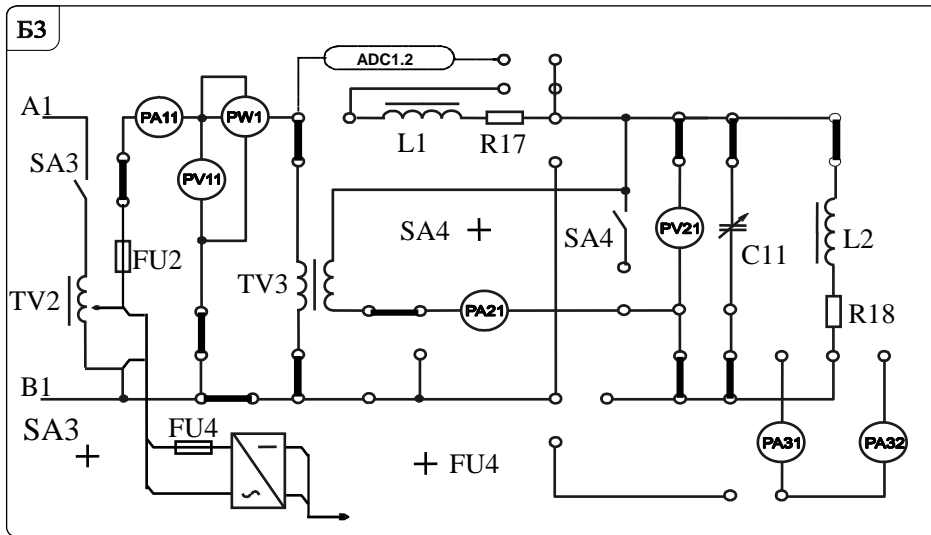 Б3
ADC1.2
A1
PA11
PW1
L1
R17
SA3
PV11
SA4
SA4
PV21
C11
L2
FU2
TV2
TV3
PA21
R18
B1
SA3
FU4
FU4
PA31
PA32